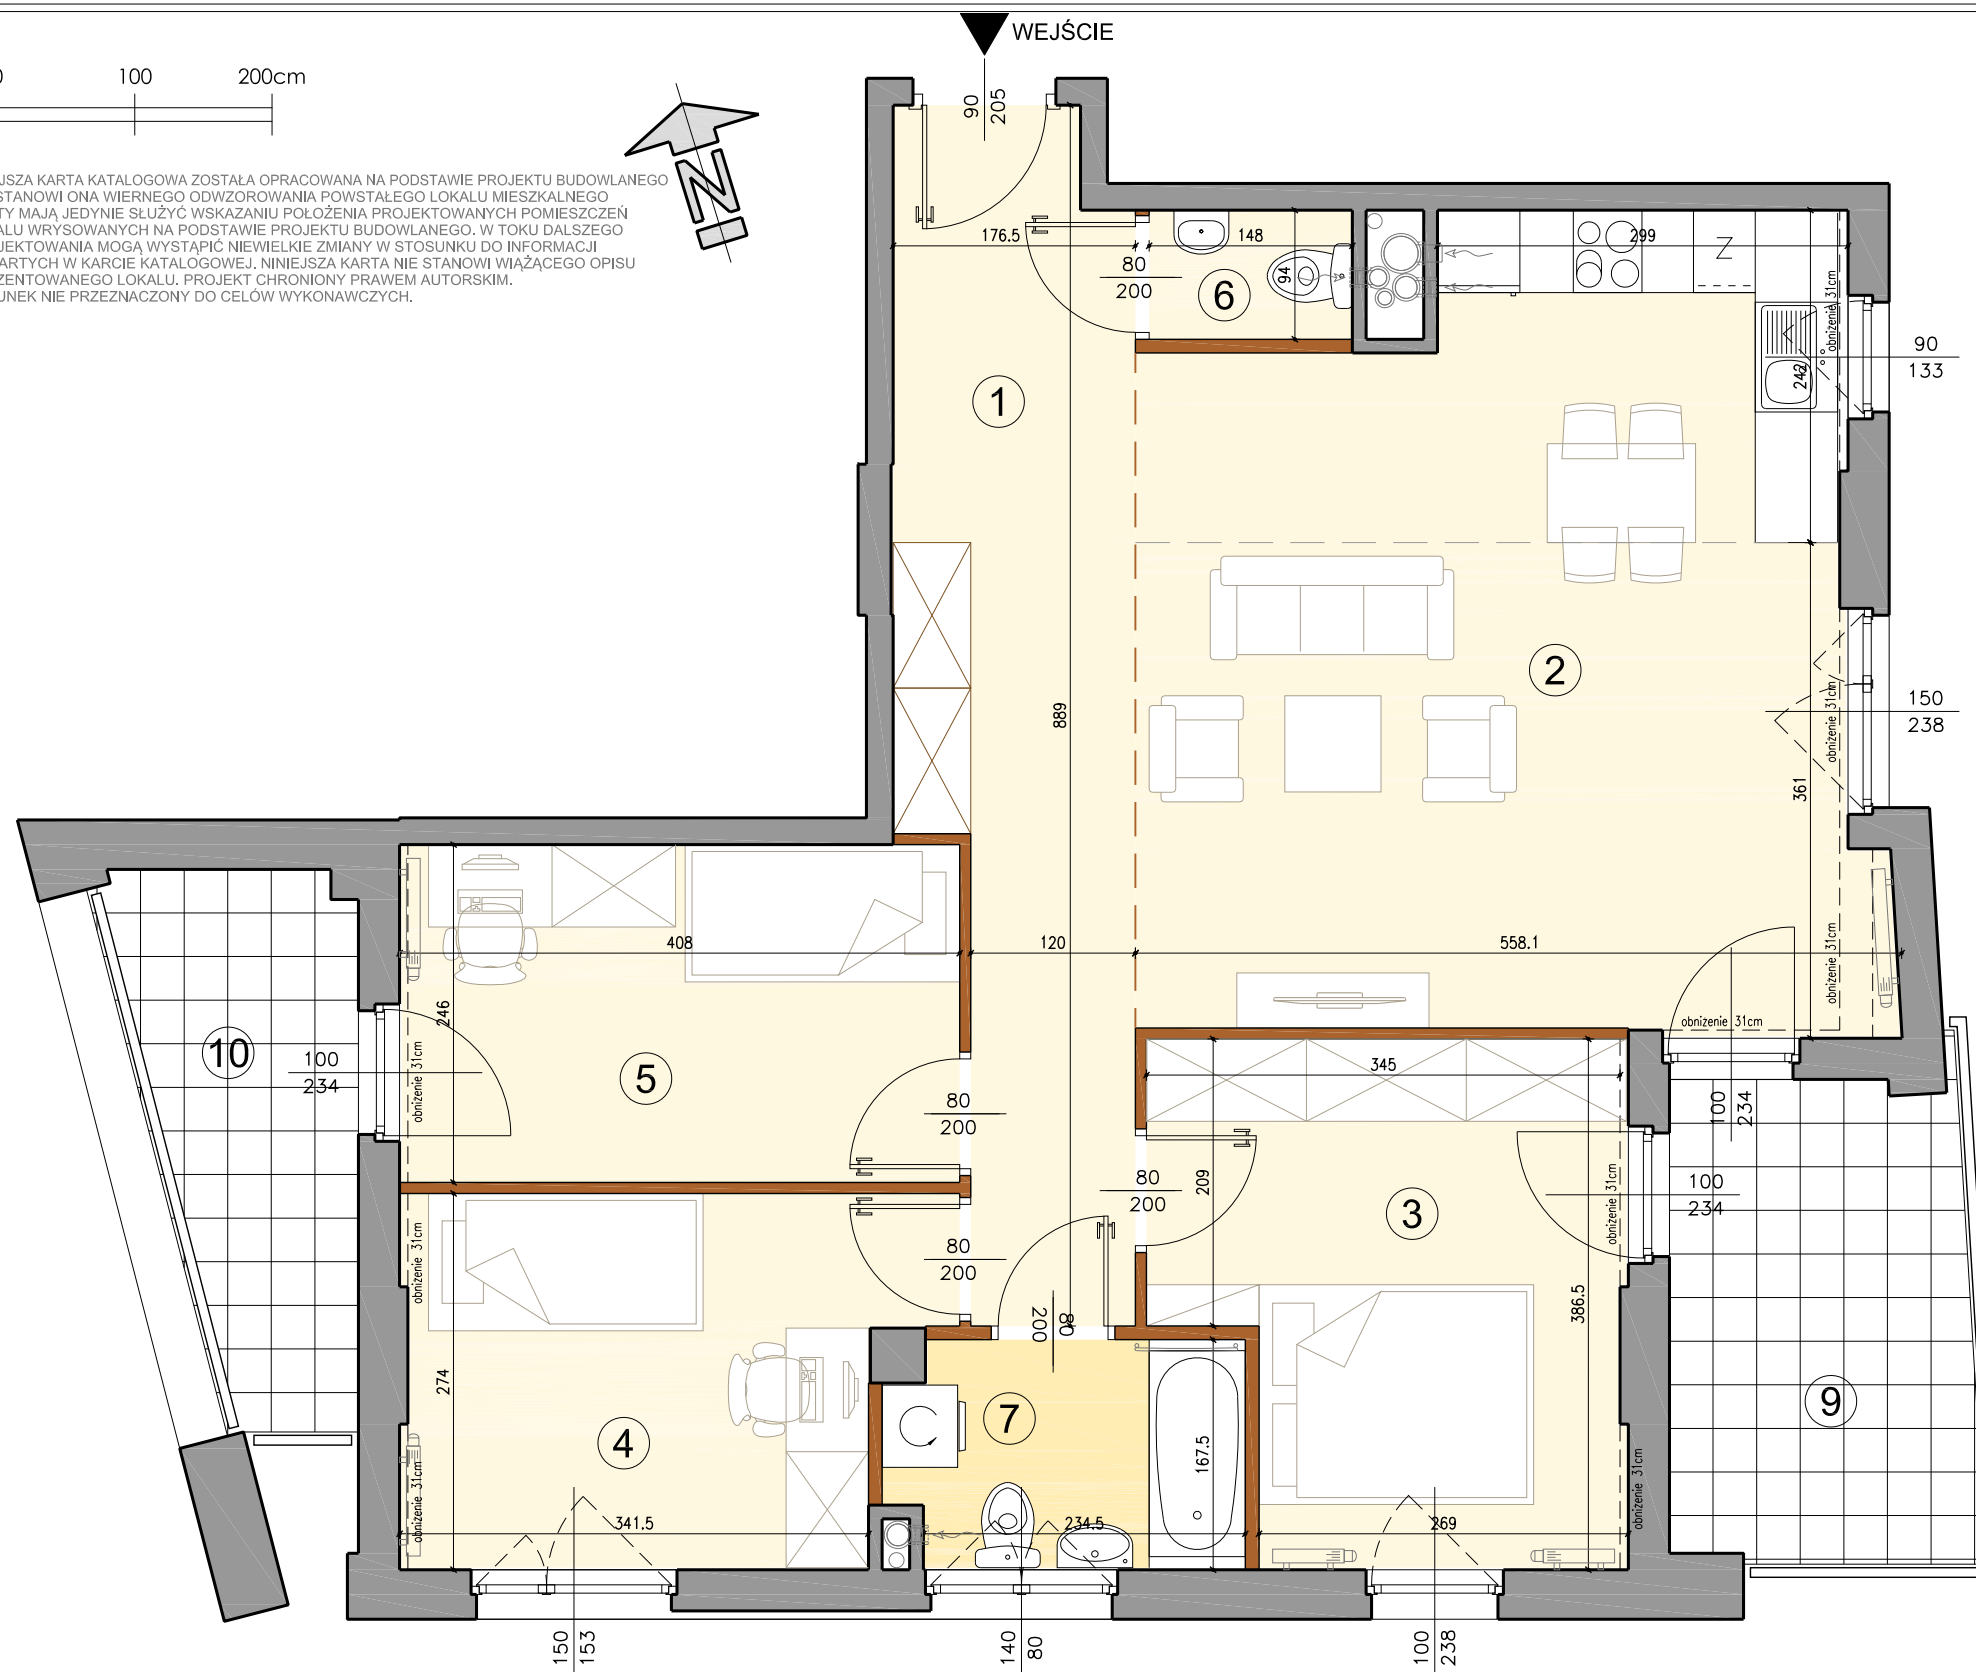 WEJŚCIE
100 200cm
JSZA KARTA KATALOGOWA ZOSTAŁA OPRACOWANA NA PODSTAWIE PROJEKTU BUDOWLANEGO
STANOWI ONA WIERNEGO ODWZOROWANIA POWSTAŁEGO LOKALU MIESZKALNEGO
TY MAJĄ JEDYNIE SŁUŻYĆ WSKAZANIU POŁOŻENIA PROJEKTOWANYCH POMIESZCZEŃ
ALU WRYSOWANYCH NA PODSTAWIE PROJEKTU BUDOWLANEGO. W TOKU DALSZEGO
JEKTOWANIA MOGĄ WYSTĄPIĆ NIEWIELKIE ZMIANY W STOSUNKU DO INFORMACJI
ARTYCH W KARCIE KATALOGOWEJ. NINIEJSZA KARTA NIE STANOWI WIĄŻĄCEGO OPISU
ZENTOWANEGO LOKALU. PROJEKT CHRONIONY PRAWEM AUTORSKIM.
UNEK NIE PRZEZNACZONY DO CELÓW WYKONAWCZYCH.
N
90
205
176.5
148
299
80
200
94
6
Z
obniżenie 31cm
242
90
133
1
2
889
150
238
obniżenie 31cm
361
408
120
558.1
obniżenie 31cm
obniżenie 31cm
246
10
100
234
obniżenie 31cm
5
80
200
345
100
234
80
200
209
3
obniżenie 31cm
100
234
obniżenie 31cm
80
200
80
200
386.5
274
4
7
9
167.5
obniżenie 31cm
obniżenie 31cm
341.5
234.5
269
150
153
140
80
100
238